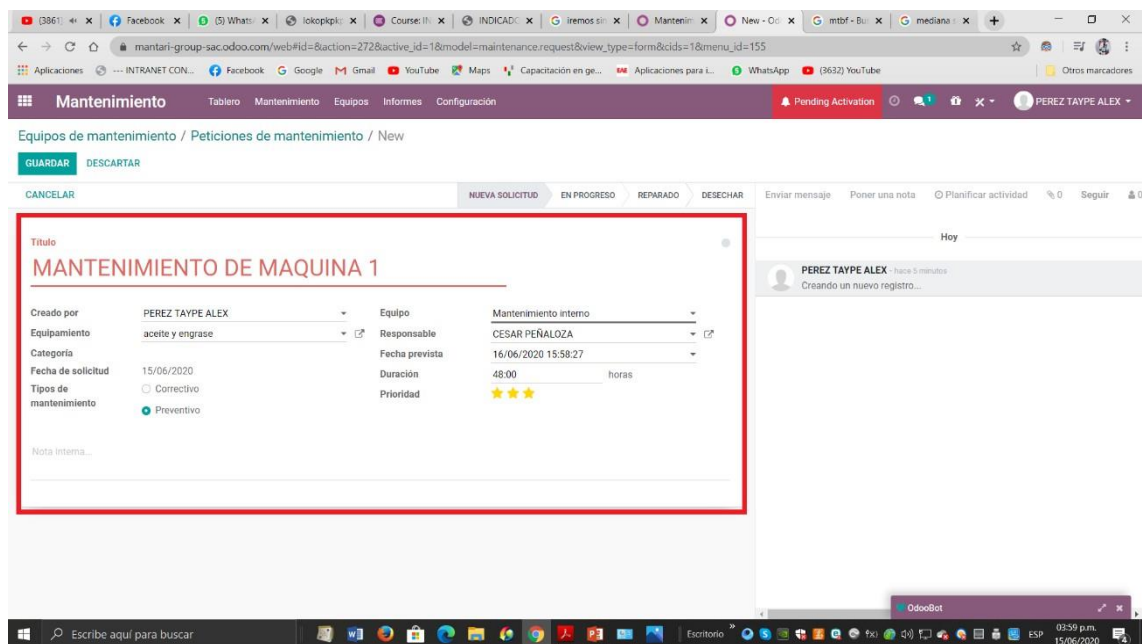 (3861)
Facebook
(5) Whats
lokopkpk
Course: I
INDICADO
iremos sin
Mantenim
New - Od
mtbf - Bu
mediana
mantari-group-sac.odoo.com/web#id=&action=272&active_id=1&model=maintenance.request&view_type=form&cids=1&menu_id=155
Aplicaciones --- INTRANET CON... Facebook Google Gmail YouTube Maps Capacitación en ge... Aplicaciones para i... WhatsApp (3632) YouTube Otros marcadores
Mantenimiento Tablero Mantenimiento Equipos Informes Configuración Pending Activation 1 PEREZ TAYPE ALEX
Equipos de mantenimiento / Peticiones de mantenimiento / New
GUARDAR DESCARTAR
CANCELAR NUEVA SOLICITUD EN PROGRESO REPARADO DESECHAR Enviar mensaje Poner una nota Planificar actividad 0 Seguir 0
Título
MANTENIMIENTO DE MAQUINA 1
Creado por PEREZ TAYPE ALEX Equipo Mantenimiento interno
Equipamiento aceite y engrase Responsable CESAR PEÑALOZA
Categoría Fecha prevista 16/06/2020 15:58:27
Fecha de solicitud 15/06/2020 Duración 48:00 horas
Tipos de mantenimiento Correctivo Prioridad
Preventivo
Nota interna...
Hoy
PEREZ TAYPE ALEX - hace 5 minutos
Creando un nuevo registro...
OdooBot
Escribe aquí para buscar Escritorio ESP 03:59 p.m.
15/06/2020